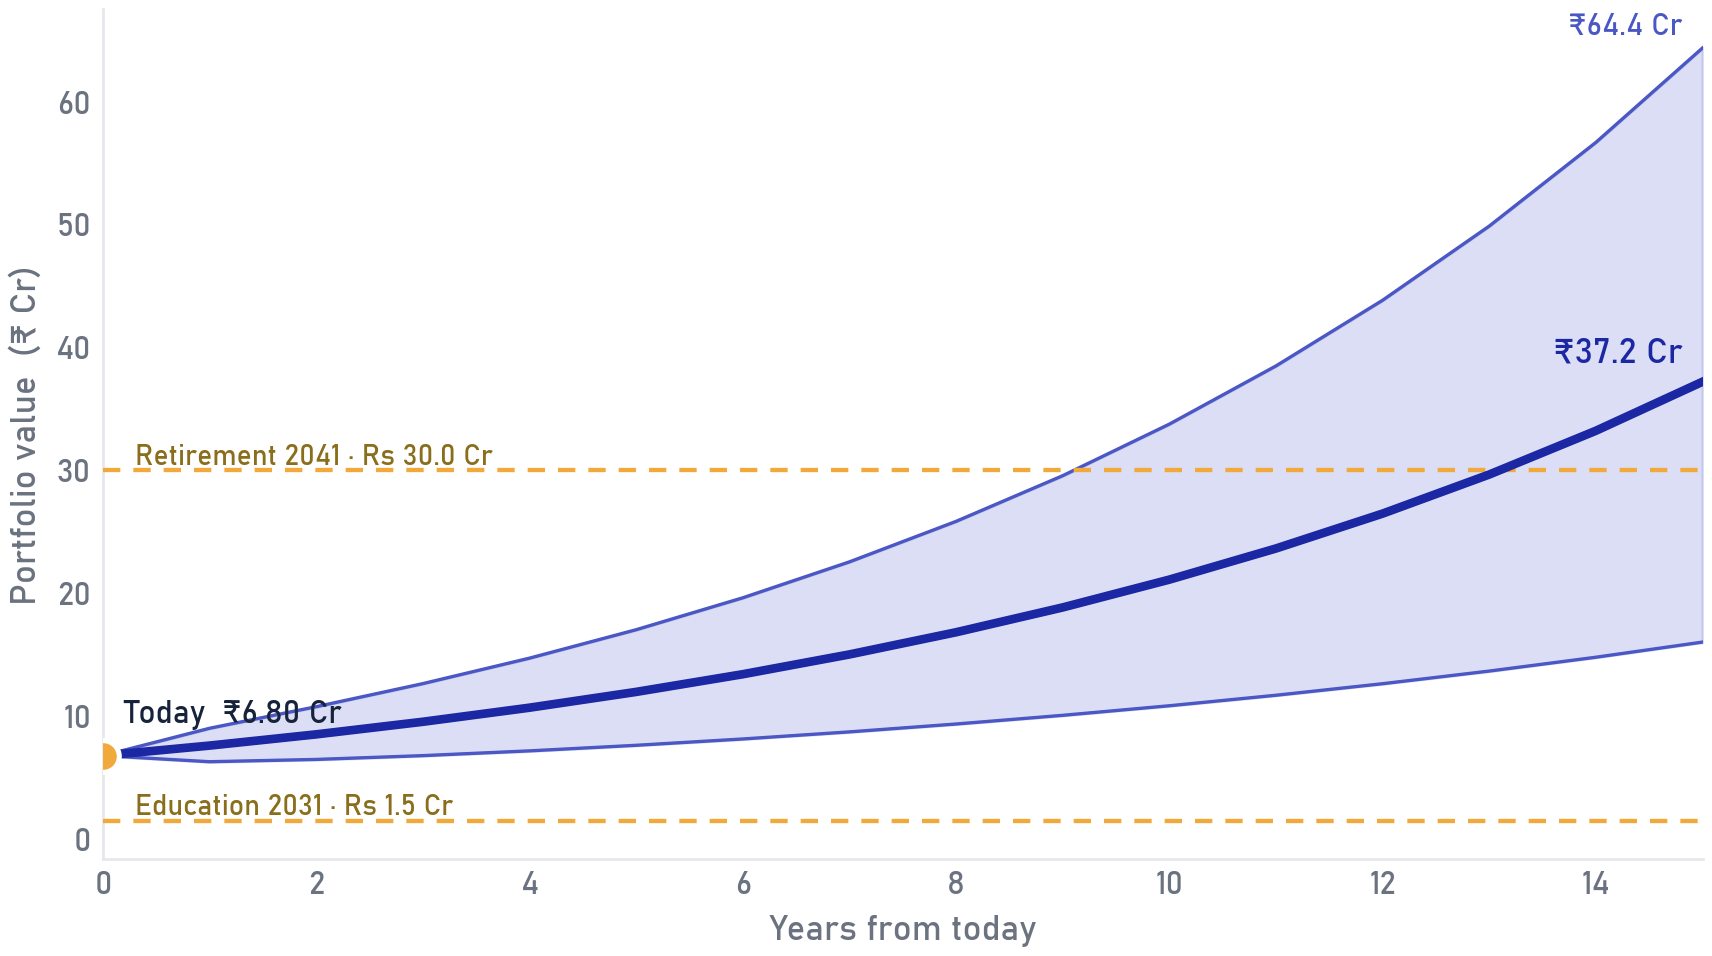 ₹64.4 Cr
60
50
40
30
20
10
0
Portfolio value (₹ Cr)
₹37.2 Cr
Retirement 2041 · Rs 30.0 Cr
Today ₹6.80 Cr
Education 2031 · Rs 1.5 Cr
0 2 4 6 8 10 12 14
Years from today